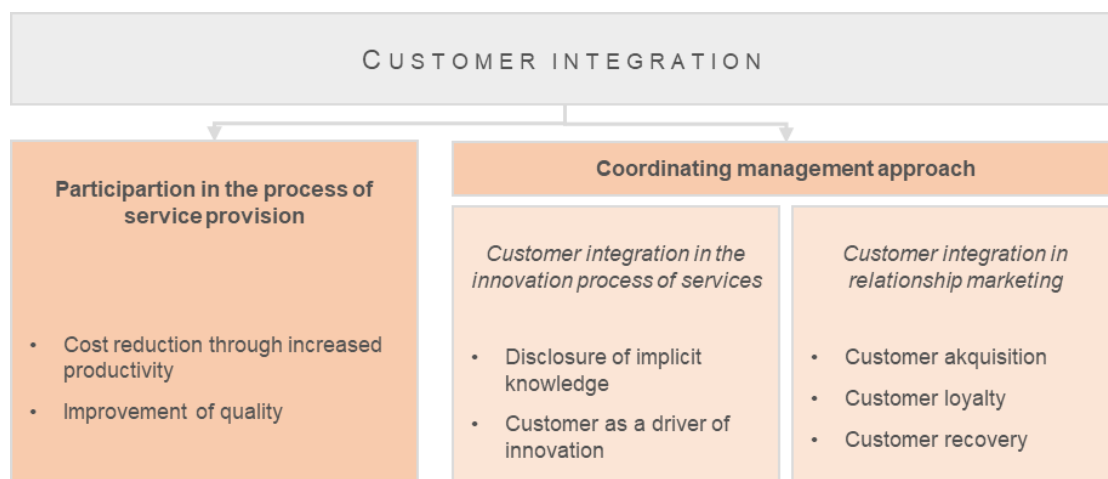 CUSTOMER INTEGRATION
Participartion in the process of
service provision
• Cost reduction through increased
productivity
• Improvement of quality
Coordinating management approach
Customer integration in the
innovation process of services
• Disclosure of implicit
knowledge
• Customer as a driver of
innovation
Customer integration in
relationship marketing
• Customer akquisition
• Customer loyalty
• Customer recovery